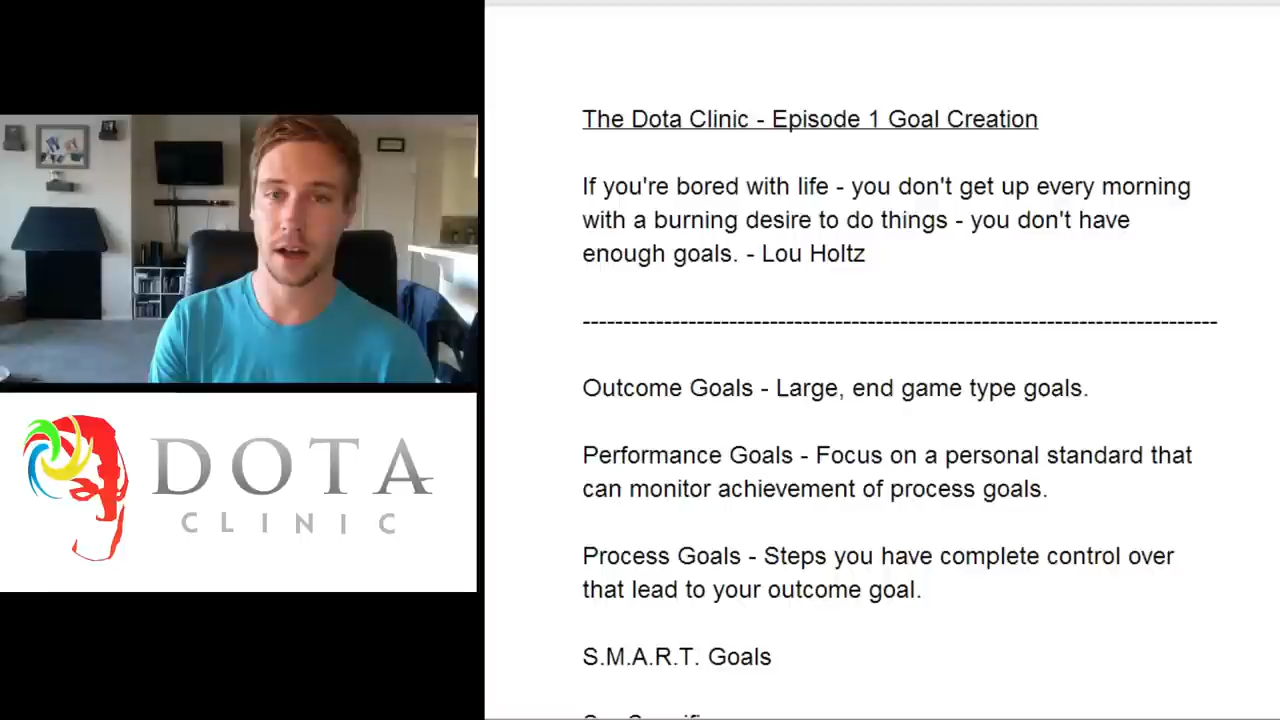 The Dota Clinic - Episode 1 Goal Creation
If you're bored with life - you don't get up every morning
with a burning desire to do things - you don't have
enough goals. - Lou Holtz
-------------------------------------------------------------------------------
Outcome Goals - Large, end game type goals.
Performance Goals - Focus on a personal standard that
can monitor achievement of process goals.
Process Goals - Steps you have complete control over
that lead to your outcome goal.
S.M.A.R.T. Goals
DOTA
CLINIC